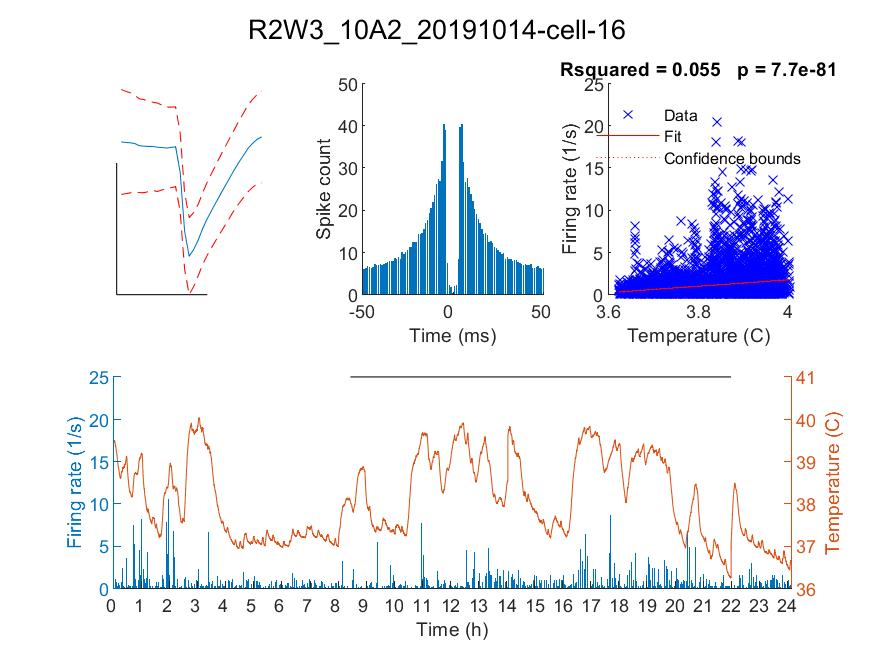 R2W3_10A2_20191014-cell-16
Rsquared = 0.055   p = 7.7e-81
50
40
30
20
10
0
Spike count
-50
0
50
Time (ms)
25
20
15
10
5
0
Firing rate (1/s)
Data
Fit
Confidence bounds
3.6
3.8
4
Temperature (C)
25
20
15
10
5
0
Firing rate (1/s)
41
40
39
38
37
36
Temperature (C)
0 1 2 3 4 5 6 7 8 9 10 11 12 13 14 15 16 17 18 19 20 21 22 23 24
Time (h)